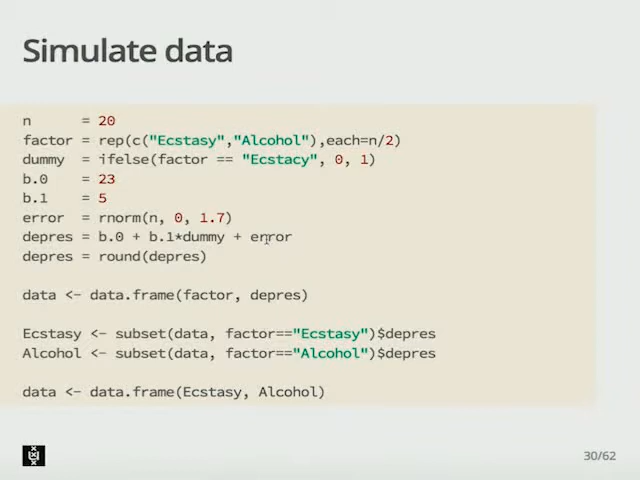 Simulate data
n      = 20
factor = rep(c("Ecstasy","Alcohol"),each=n/2)
dummy  = ifelse(factor == "Ecstacy", 0, 1)
b.0    = 23
b.1    = 5
error  = rnorm(n, 0, 1.7)
depres = b.0 + b.1*dummy + error
depres = round(depres)
data <- data.frame(factor, depres)
Ecstasy <- subset(data, factor=="Ecstasy")$depres
Alcohol <- subset(data, factor=="Alcohol")$depres
data <- data.frame(Ecstasy, Alcohol)
30/62